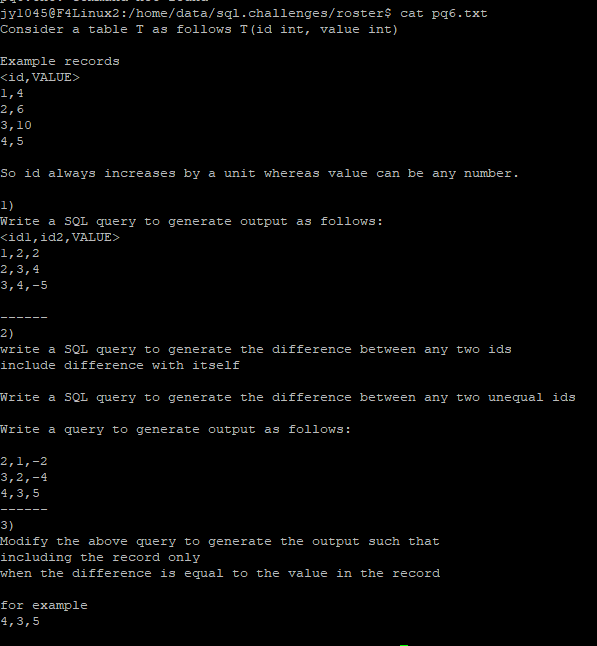 jy1045@F4Linux2:/home/data/sql.challenges/roster$ cat pq6.txt
Consider a table T as follows T(id int, value int)
Example records
<id,VALUE>
1,4
2,6
3,10
4,5
So id always increases by a unit whereas value can be any number.
1)
Write a SQL query to generate output as follows:
<id1,id2,VALUE>
1,2,2
2,3,4
3,4,-5
------
2)
write a SQL query to generate the difference between any two ids
include difference with itself
Write a SQL query to generate the difference between any two unequal ids
Write a query to generate output as follows:
2,1,-2
3,2,-4
4,3,5
------
3)
Modify the above query to generate the output such that
including the record only
when the difference is equal to the value in the record
for example
4,3,5